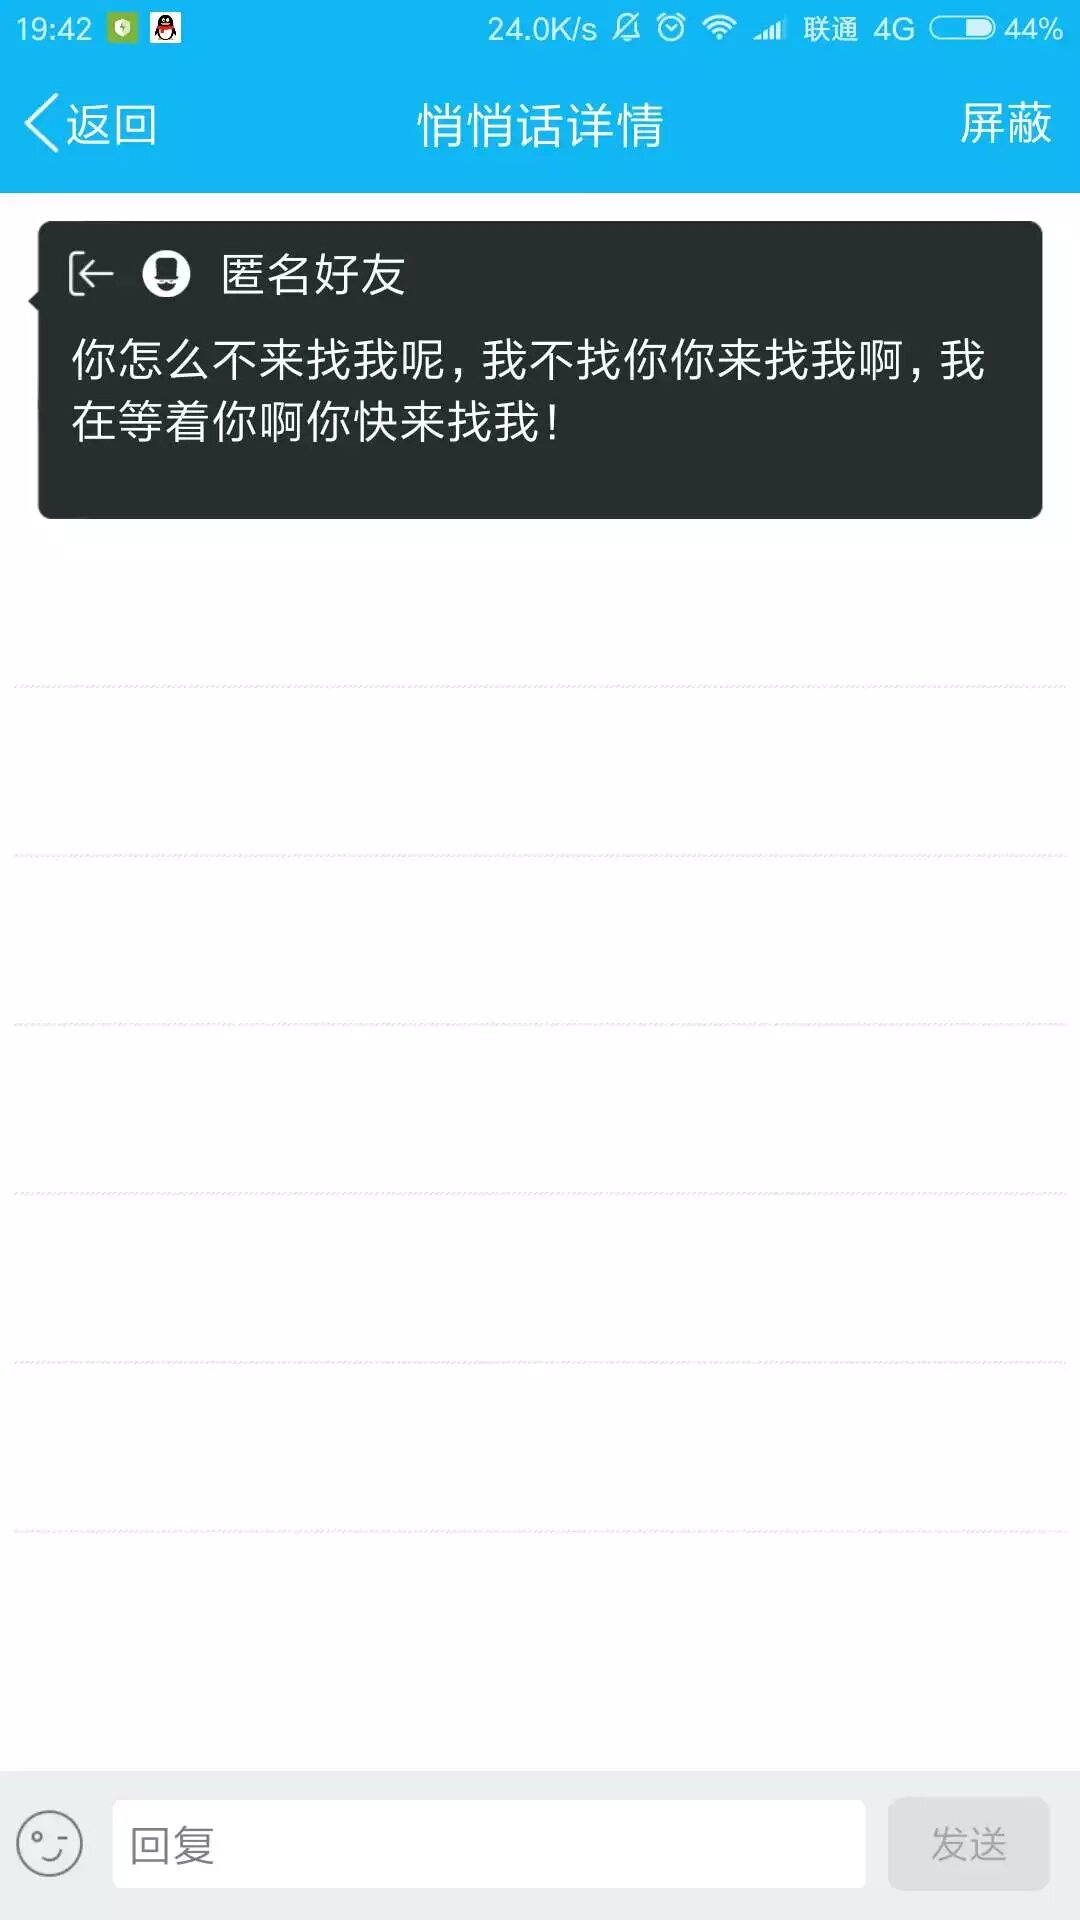 19:42 24.0K/s 联通 4G 44%
返回 悄悄话详情 屏蔽
匿名好友
你怎么不来找我呢,我不找你你来找我啊,我
在等着你啊你快来找我!
回复 发送